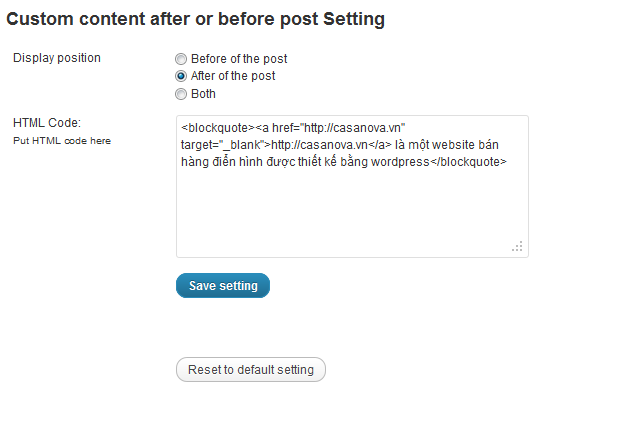 Custom content after or before post Setting
Display position
Before of the post
After of the post
Both
HTML Code:
Put HTML code here
<blockquote><a href="http://casanova.vn"
target="_blank">http://casanova.vn</a> là một website bán
hàng điển hình được thiết kế bằng wordpress</blockquote>
Save setting
Reset to default setting